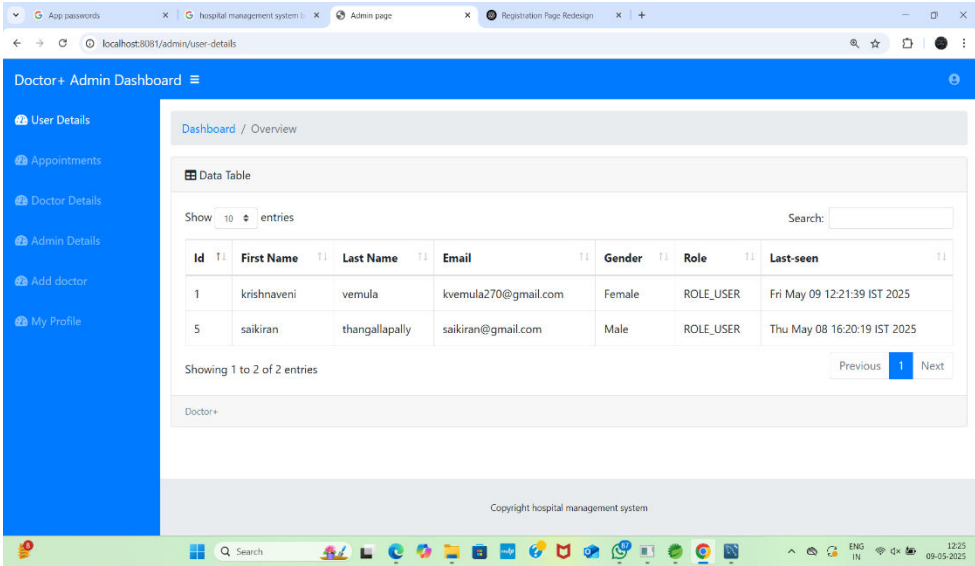 App passwords
hospital management system b
Admin page
Registration Page Redesign
localhost:8081/admin/user-details
Doctor+ Admin Dashboard
User Details
Appointments
Doctor Details
Admin Details
Add doctor
My Profile
Dashboard / Overview
Data Table
Show 10 entries
Search:
Id First Name Last Name Email Gender Role Last-seen
1 krishnaveni vemula kvemula270@gmail.com Female ROLE_USER Fri May 09 12:21:39 IST 2025
5 saikiran thangallapally saikiran@gmail.com Male ROLE_USER Thu May 08 16:20:19 IST 2025
Showing 1 to 2 of 2 entries
Previous 1 Next
Doctor+
Copyright hospital management system
Search
ENG
IN
12:25
09-05-2025